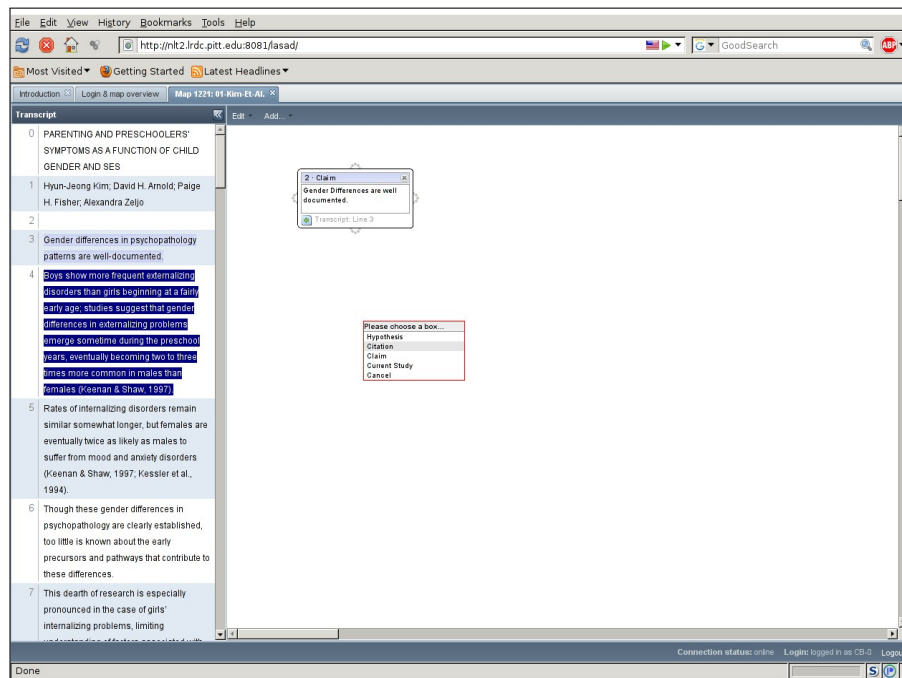 File Edit View History Bookmarks Tools Help
http://nlt2.lrdc.pitt.edu:8081/lasad/
G GoodSearch
ABP
Most Visited Getting Started Latest Headlines
Introduction Login & map overview Map 1221: 01-Kim-Et-Al.
Transcript
Edit Add...
0 PARENTING AND PRESCHOOLERS'
SYMPTOMS AS A FUNCTION OF CHILD
GENDER AND SES
1 Hyun-Jeong Kim; David H. Arnold; Paige
H. Fisher; Alexandra Zeljo
2
3 Gender differences in psychopathology
patterns are well-documented.
4 Boys show more frequent externalizing
disorders than girls beginning at a fairly
early age; studies suggest that gender
differences in externalizing problems
emerge sometime during the preschool
years, eventually becoming two to three
times more common in males than
females (Keenan & Shaw, 1997).
5 Rates of internalizing disorders remain
similar somewhat longer, but females are
eventually twice as likely as males to
suffer from mood and anxiety disorders
(Keenan & Shaw, 1997; Kessler et al.,
1994).
6 Though these gender differences in
psychopathology are clearly established,
too little is known about the early
precursors and pathways that contribute to
these differences.
7 This dearth of research is especially
pronounced in the case of girls'
internalizing problems, limiting
2 - Claim
Gender Differences are well
documented.
Transcript: Line 3
Please choose a box...
Hypothesis
Citation
Claim
Current Study
Cancel
Connection status: online Login: logged in as CB-0 Logou
Done
S P